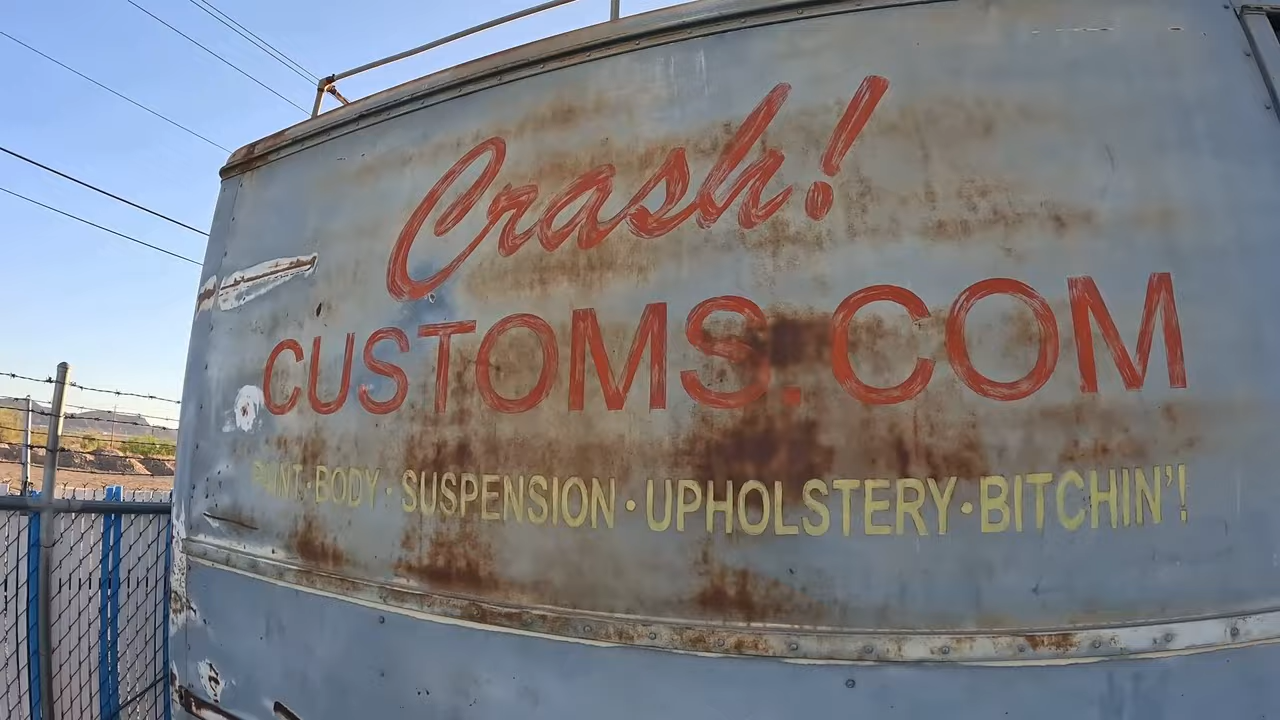 Crash!
CUSTOMS.COM
PAINT · BODY · SUSPENSION · UPHOLSTERY · BITCHIN'!